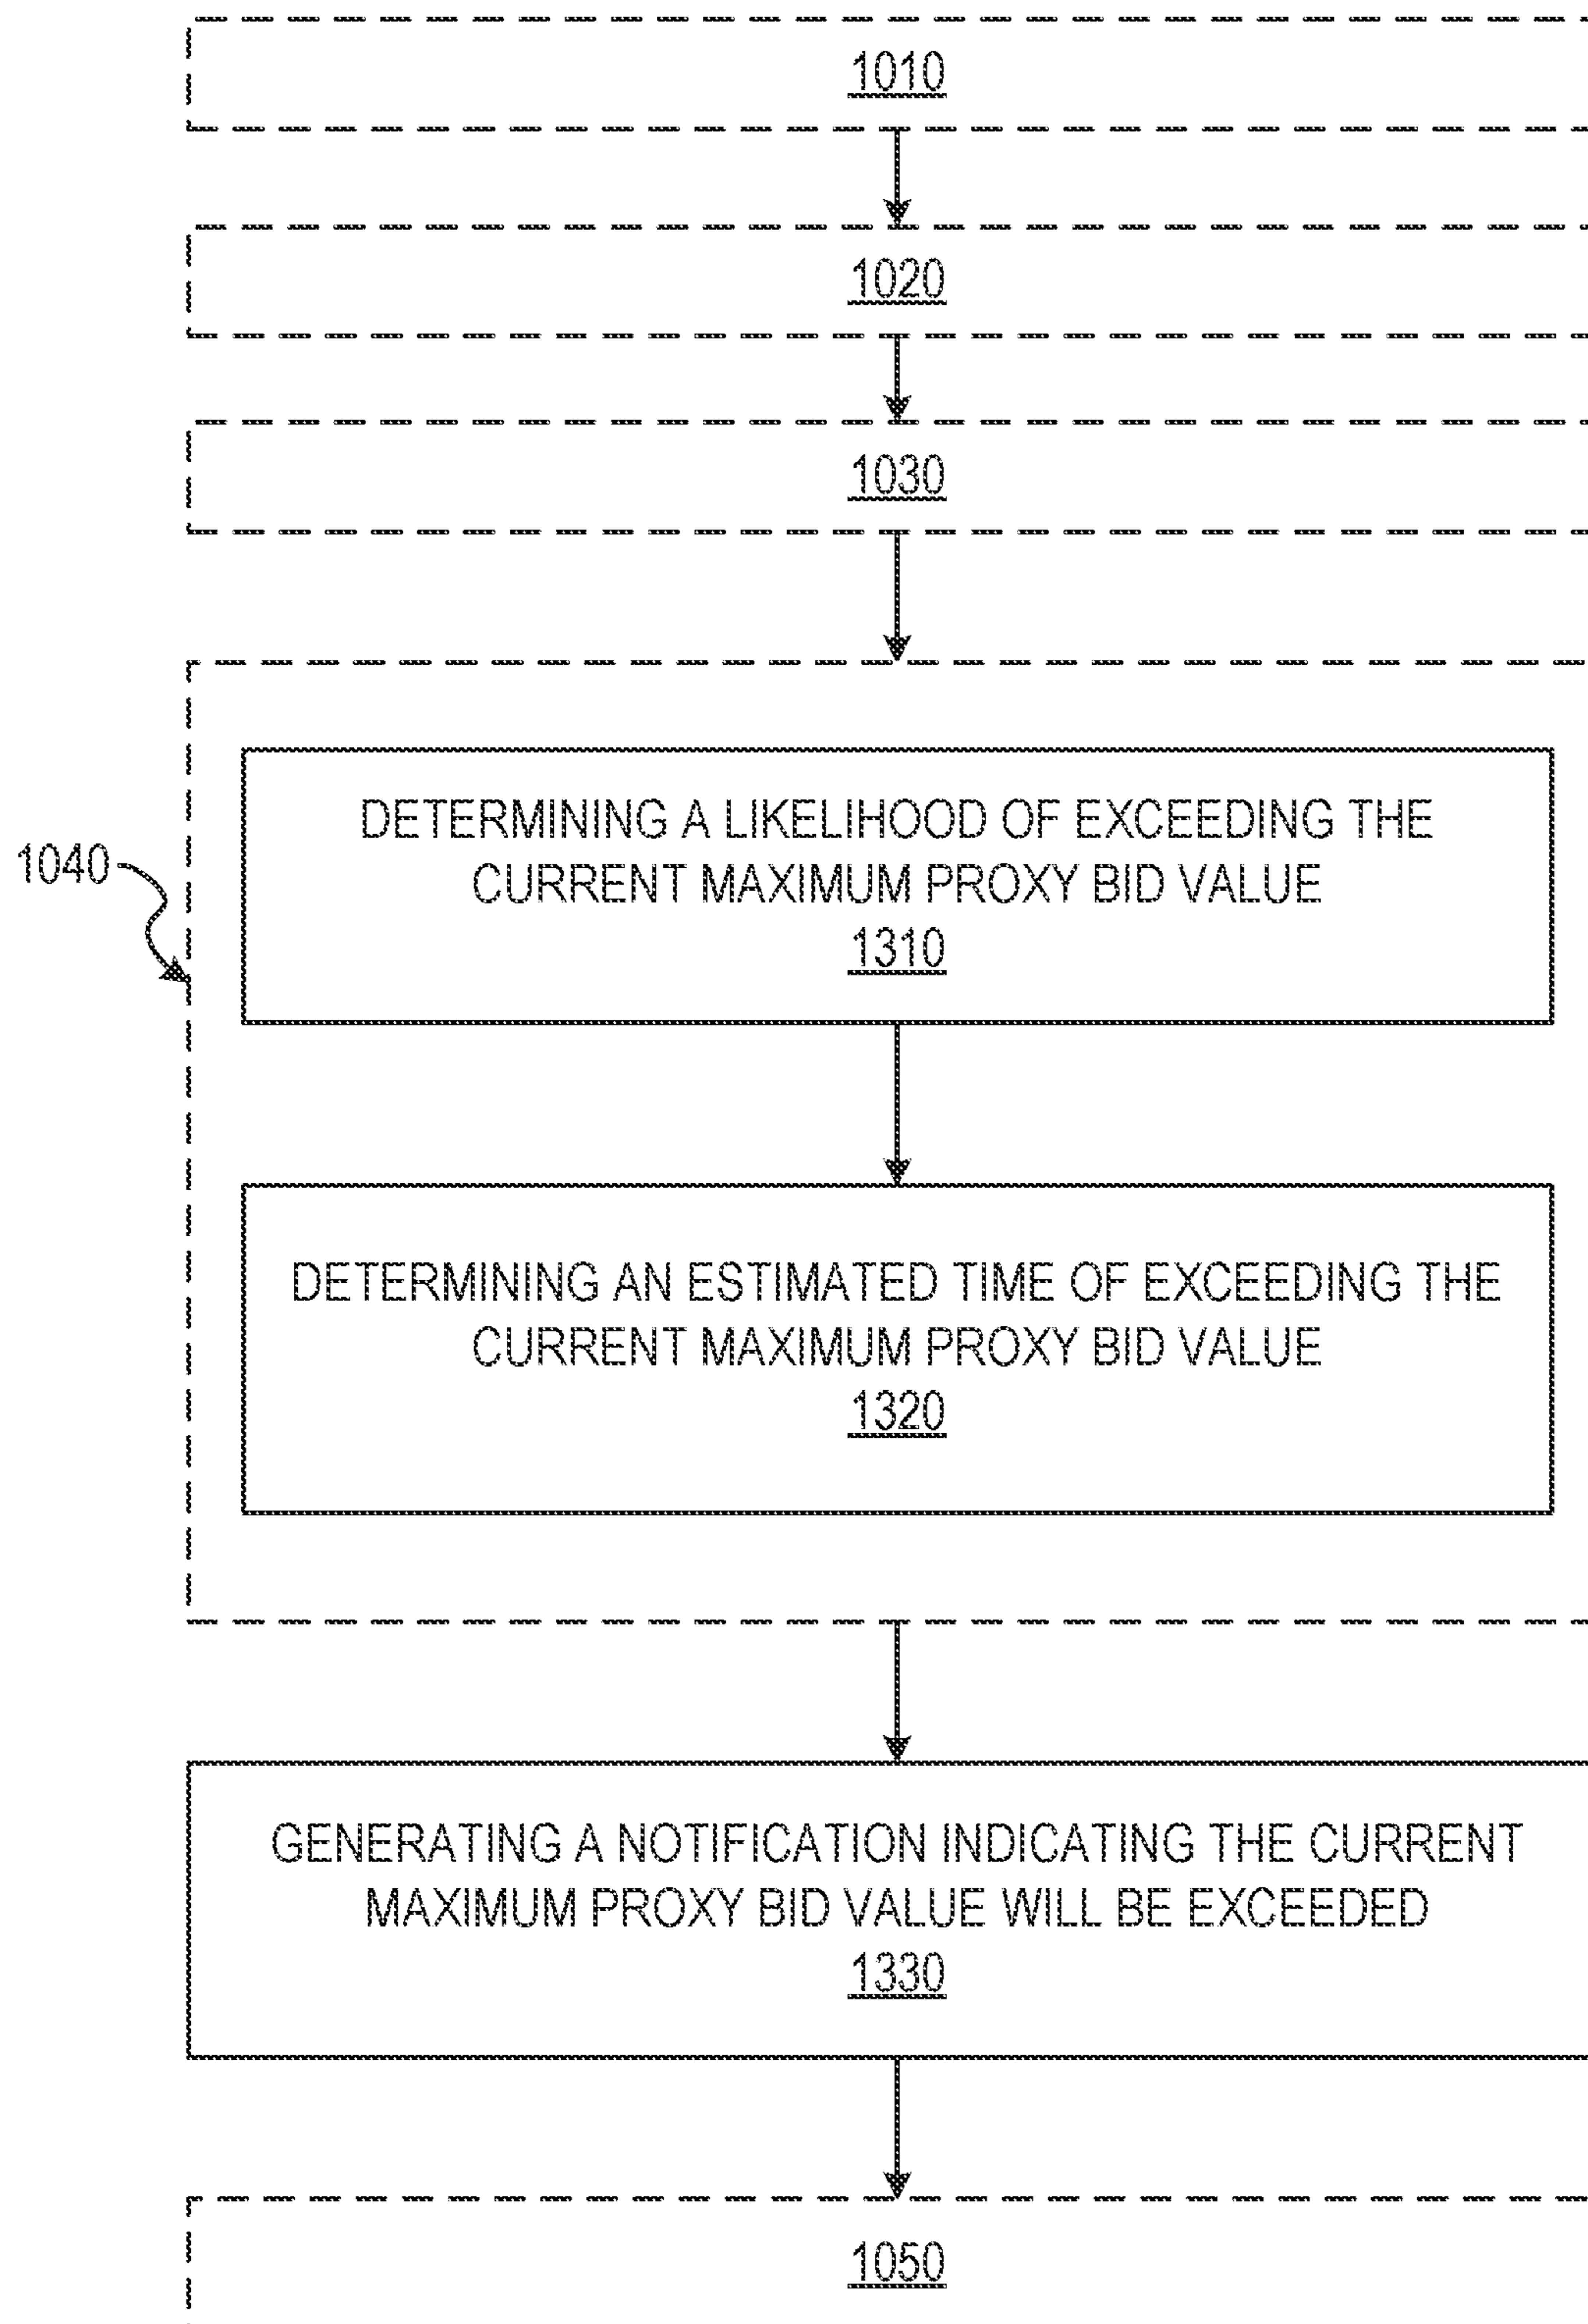 1010
1020
1030
1040
DETERMINING A LIKELIHOOD OF EXCEEDING THE
CURRENT MAXIMUM PROXY BID VALUE
1310
DETERMINING AN ESTIMATED TIME OF EXCEEDING THE
CURRENT MAXIMUM PROXY BID VALUE
1320
GENERATING A NOTIFICATION INDICATING THE CURRENT
MAXIMUM PROXY BID VALUE WILL BE EXCEEDED
1330
1050